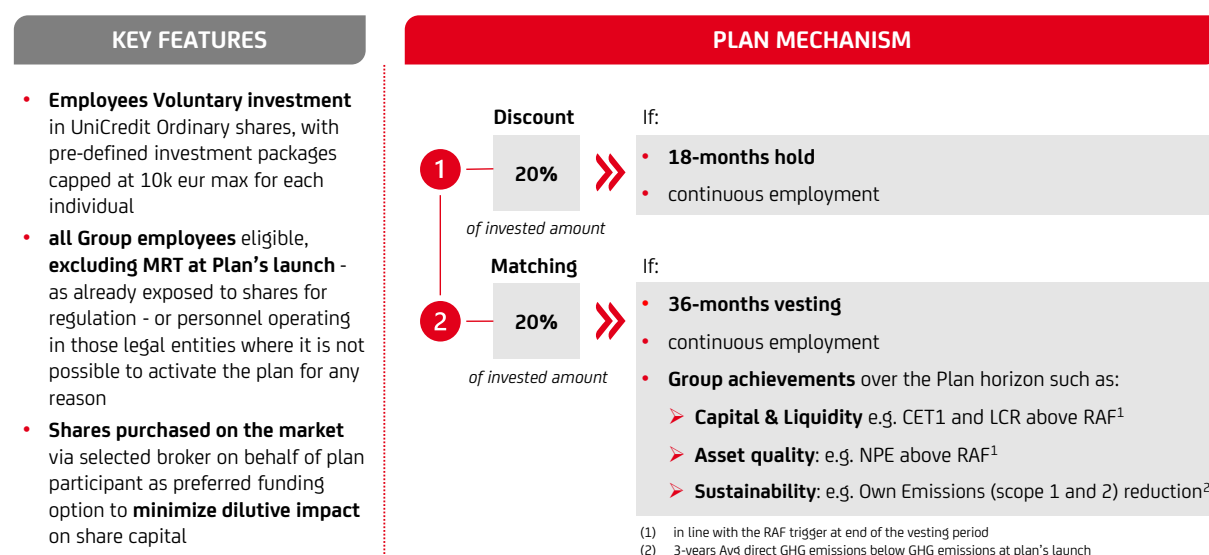 KEY FEATURES
• Employees Voluntary investment
in UniCredit Ordinary shares, with
pre-defined investment packages
capped at 10k eur max for each
individual
• all Group employees eligible,
excluding MRT at Plan's launch -
as already exposed to shares for
regulation - or personnel operating
in those legal entities where it is not
possible to activate the plan for any
reason
• Shares purchased on the market
via selected broker on behalf of plan
participant as preferred funding
option to minimize dilutive impact
on share capital
PLAN MECHANISM
1
Discount
20%
of invested amount
If:
• 18-months hold
• continuous employment
2
Matching
20%
of invested amount
If:
• 36-months vesting
• continuous employment
• Group achievements over the Plan horizon such as:
➢ Capital & Liquidity e.g. CET1 and LCR above RAF¹
➢ Asset quality: e.g. NPE above RAF¹
➢ Sustainability: e.g. Own Emissions (scope 1 and 2) reduction²
(1) in line with the RAF trigger at end of the vesting period
(2) 3-years Avg direct GHG emissions below GHG emissions at plan's launch